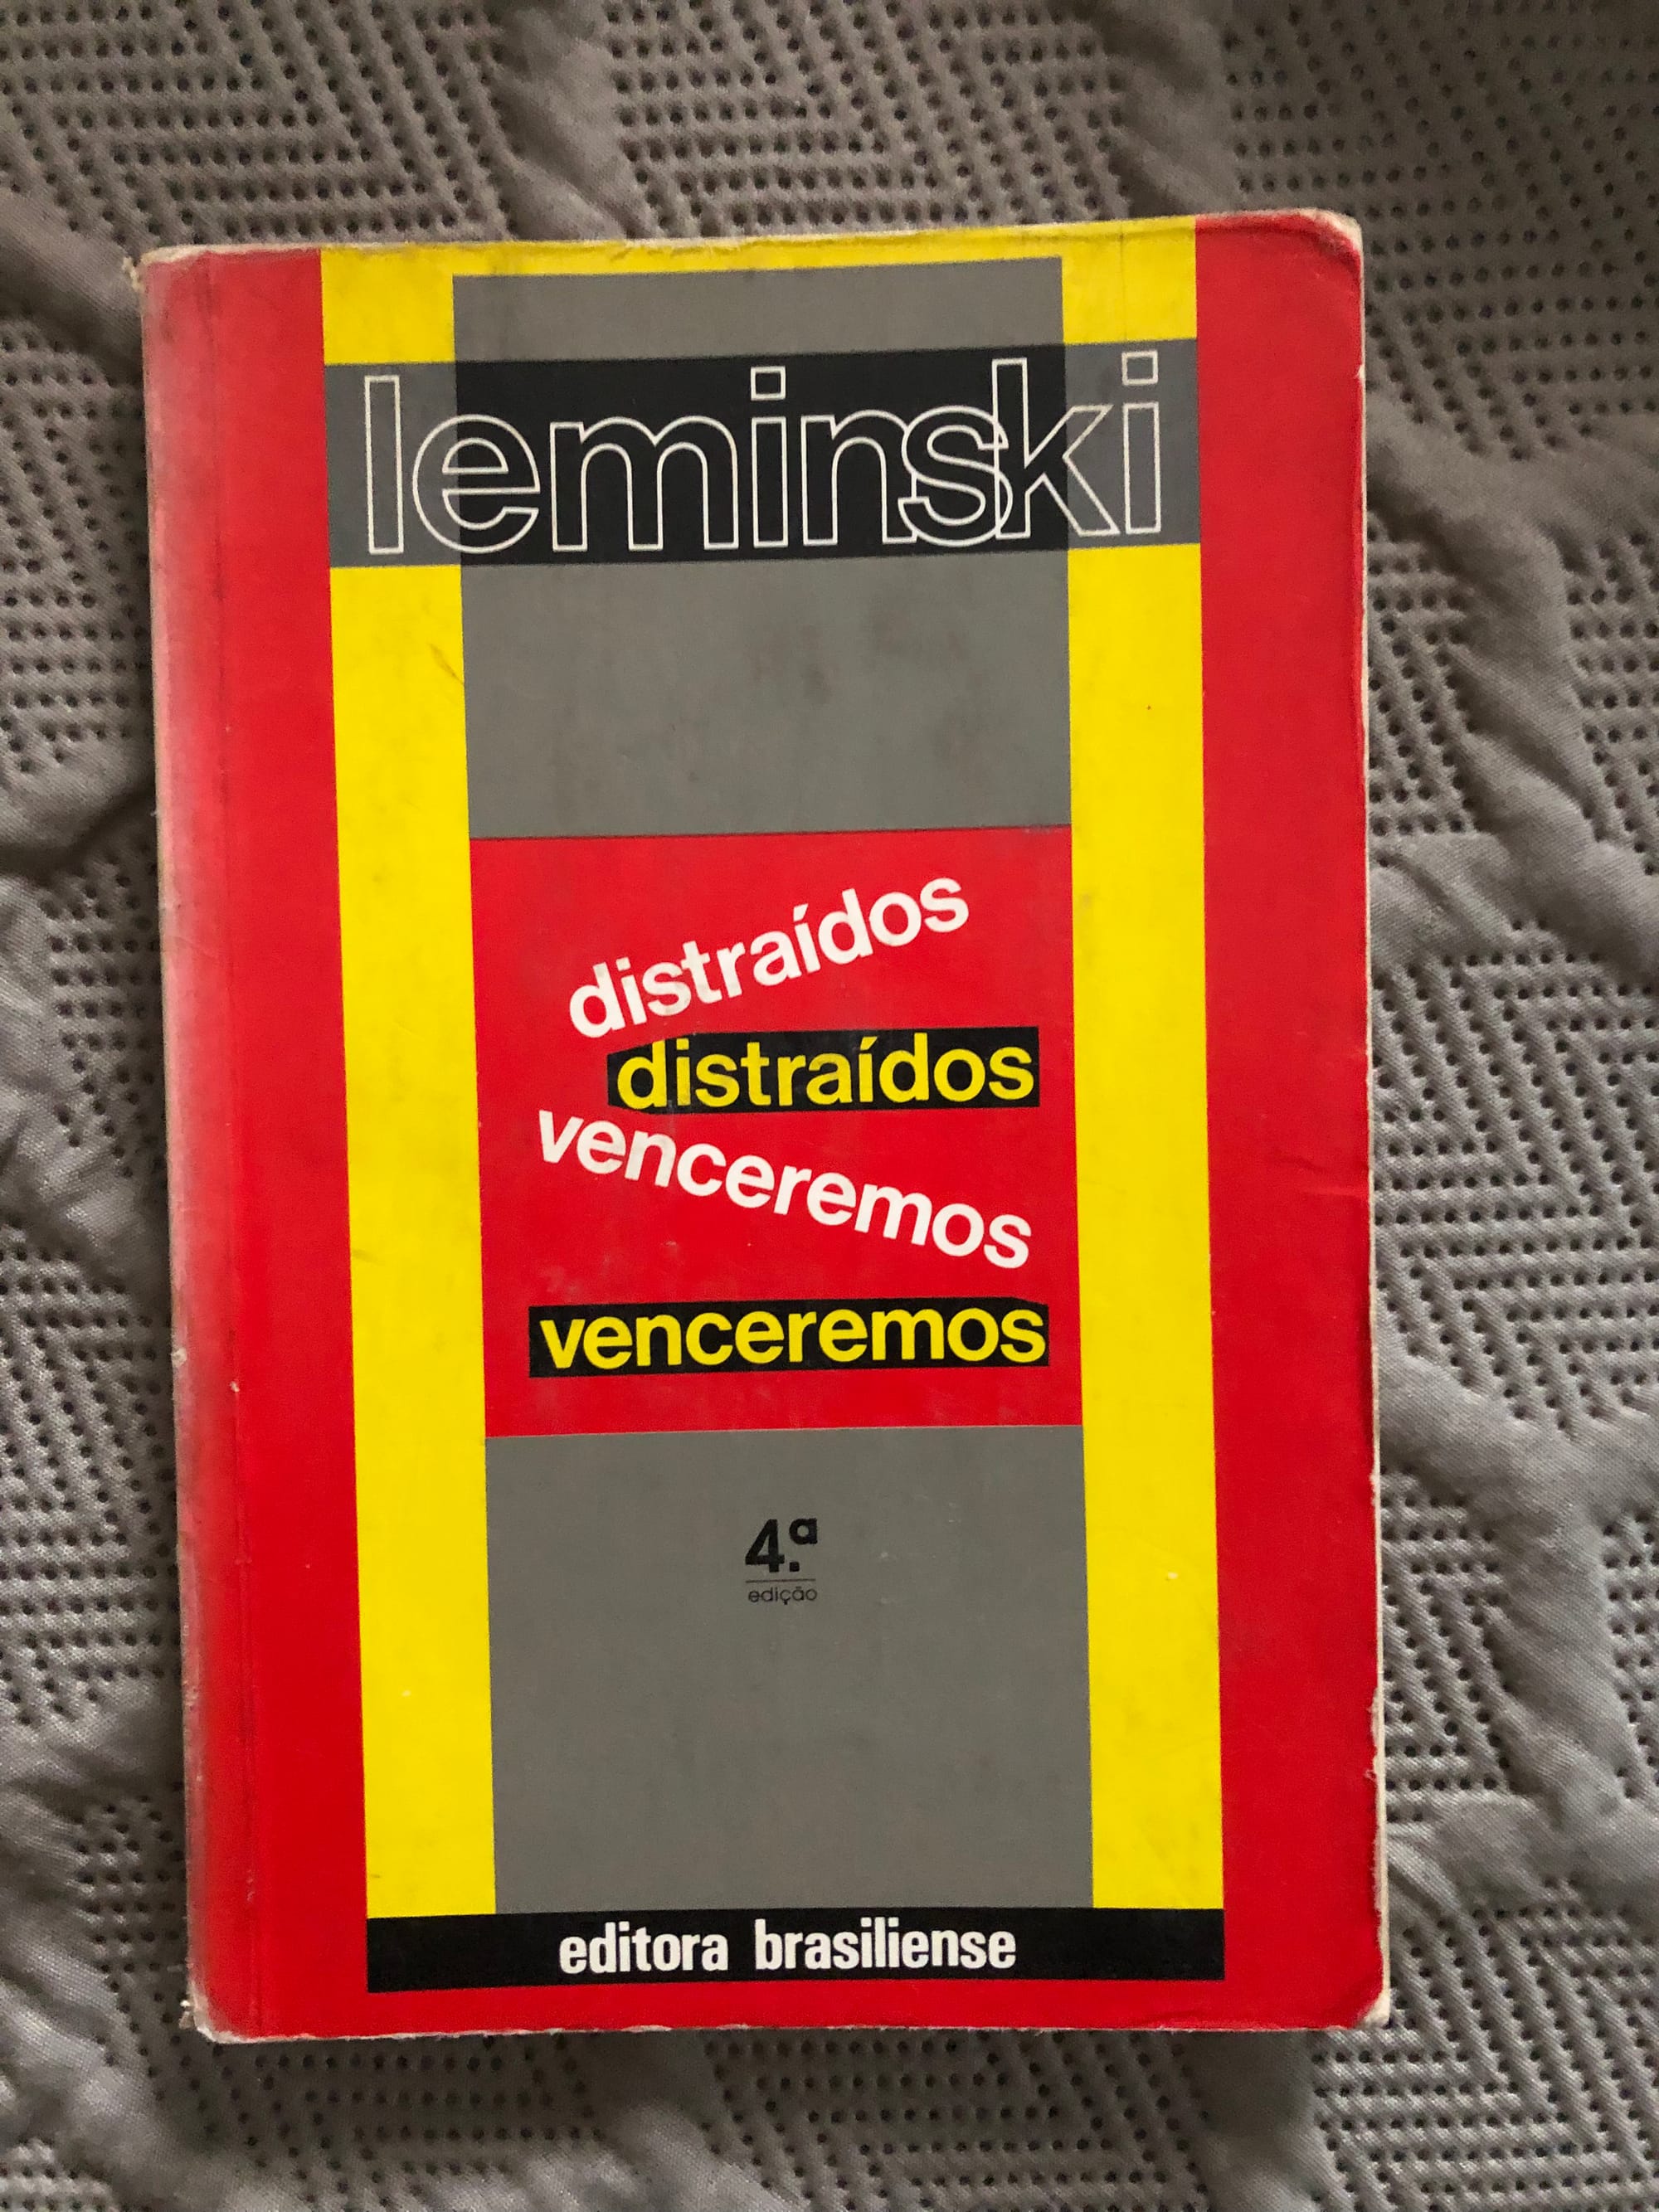 leminski
distraídos
distraídos
venceremos
venceremos
4.ª
edição
editora brasiliense